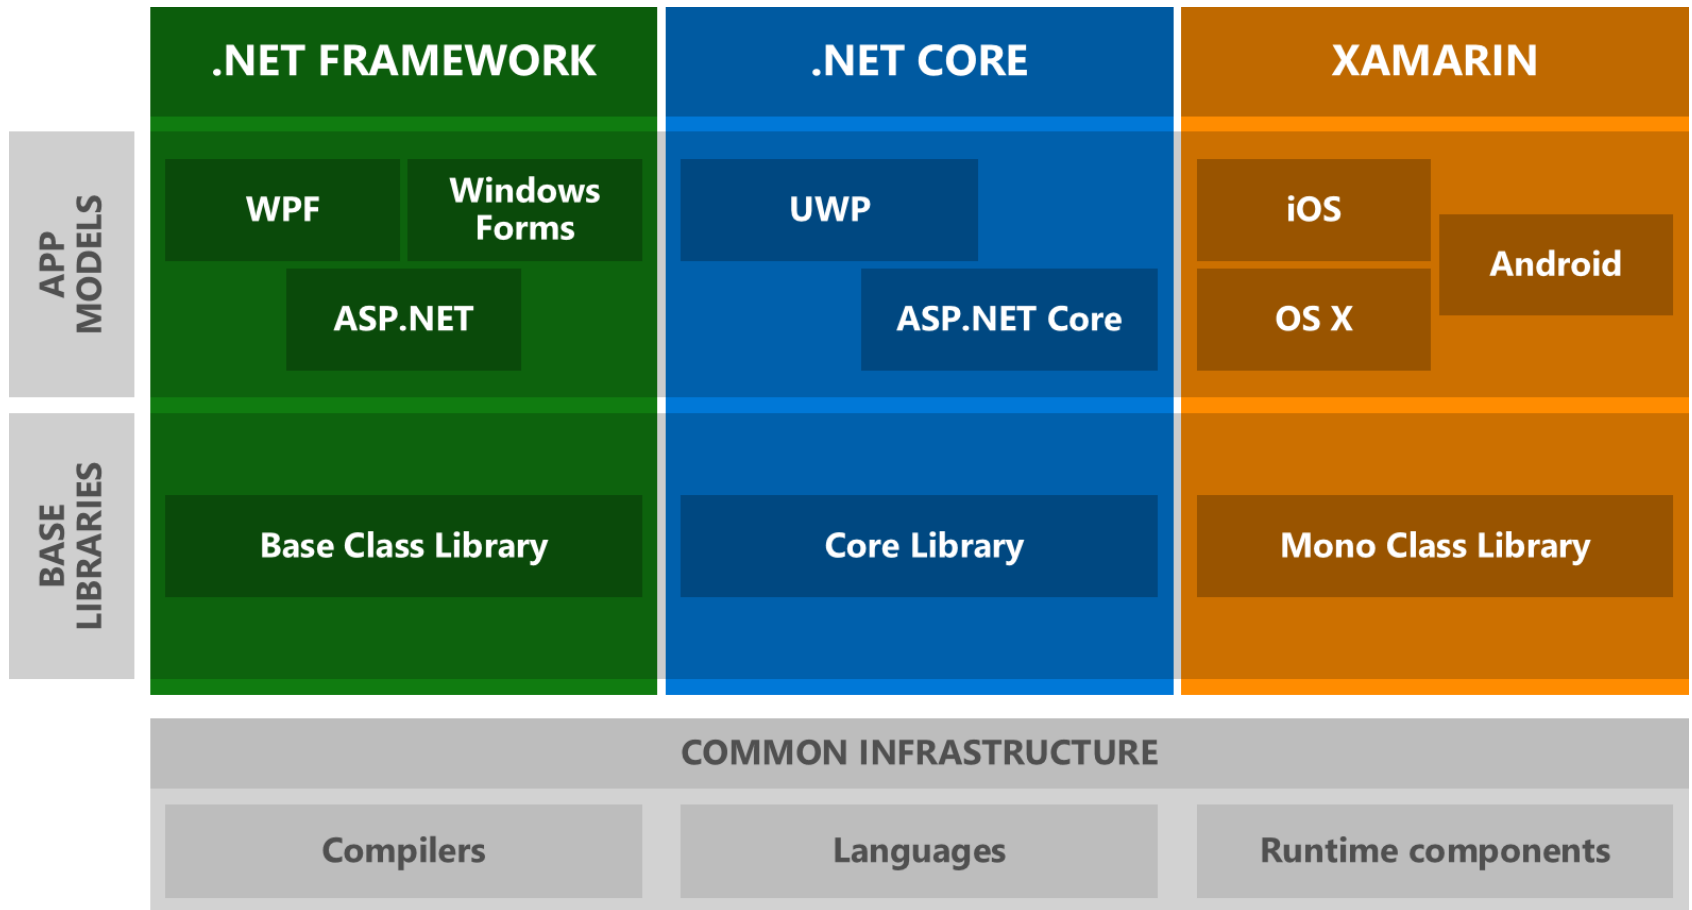 .NET FRAMEWORK
.NET CORE
XAMARIN
APP
MODELS
WPF
Windows
Forms
ASP.NET
UWP
ASP.NET Core
iOS
Android
OS X
BASE
LIBRARIES
Base Class Library
Core Library
Mono Class Library
COMMON INFRASTRUCTURE
Compilers
Languages
Runtime components